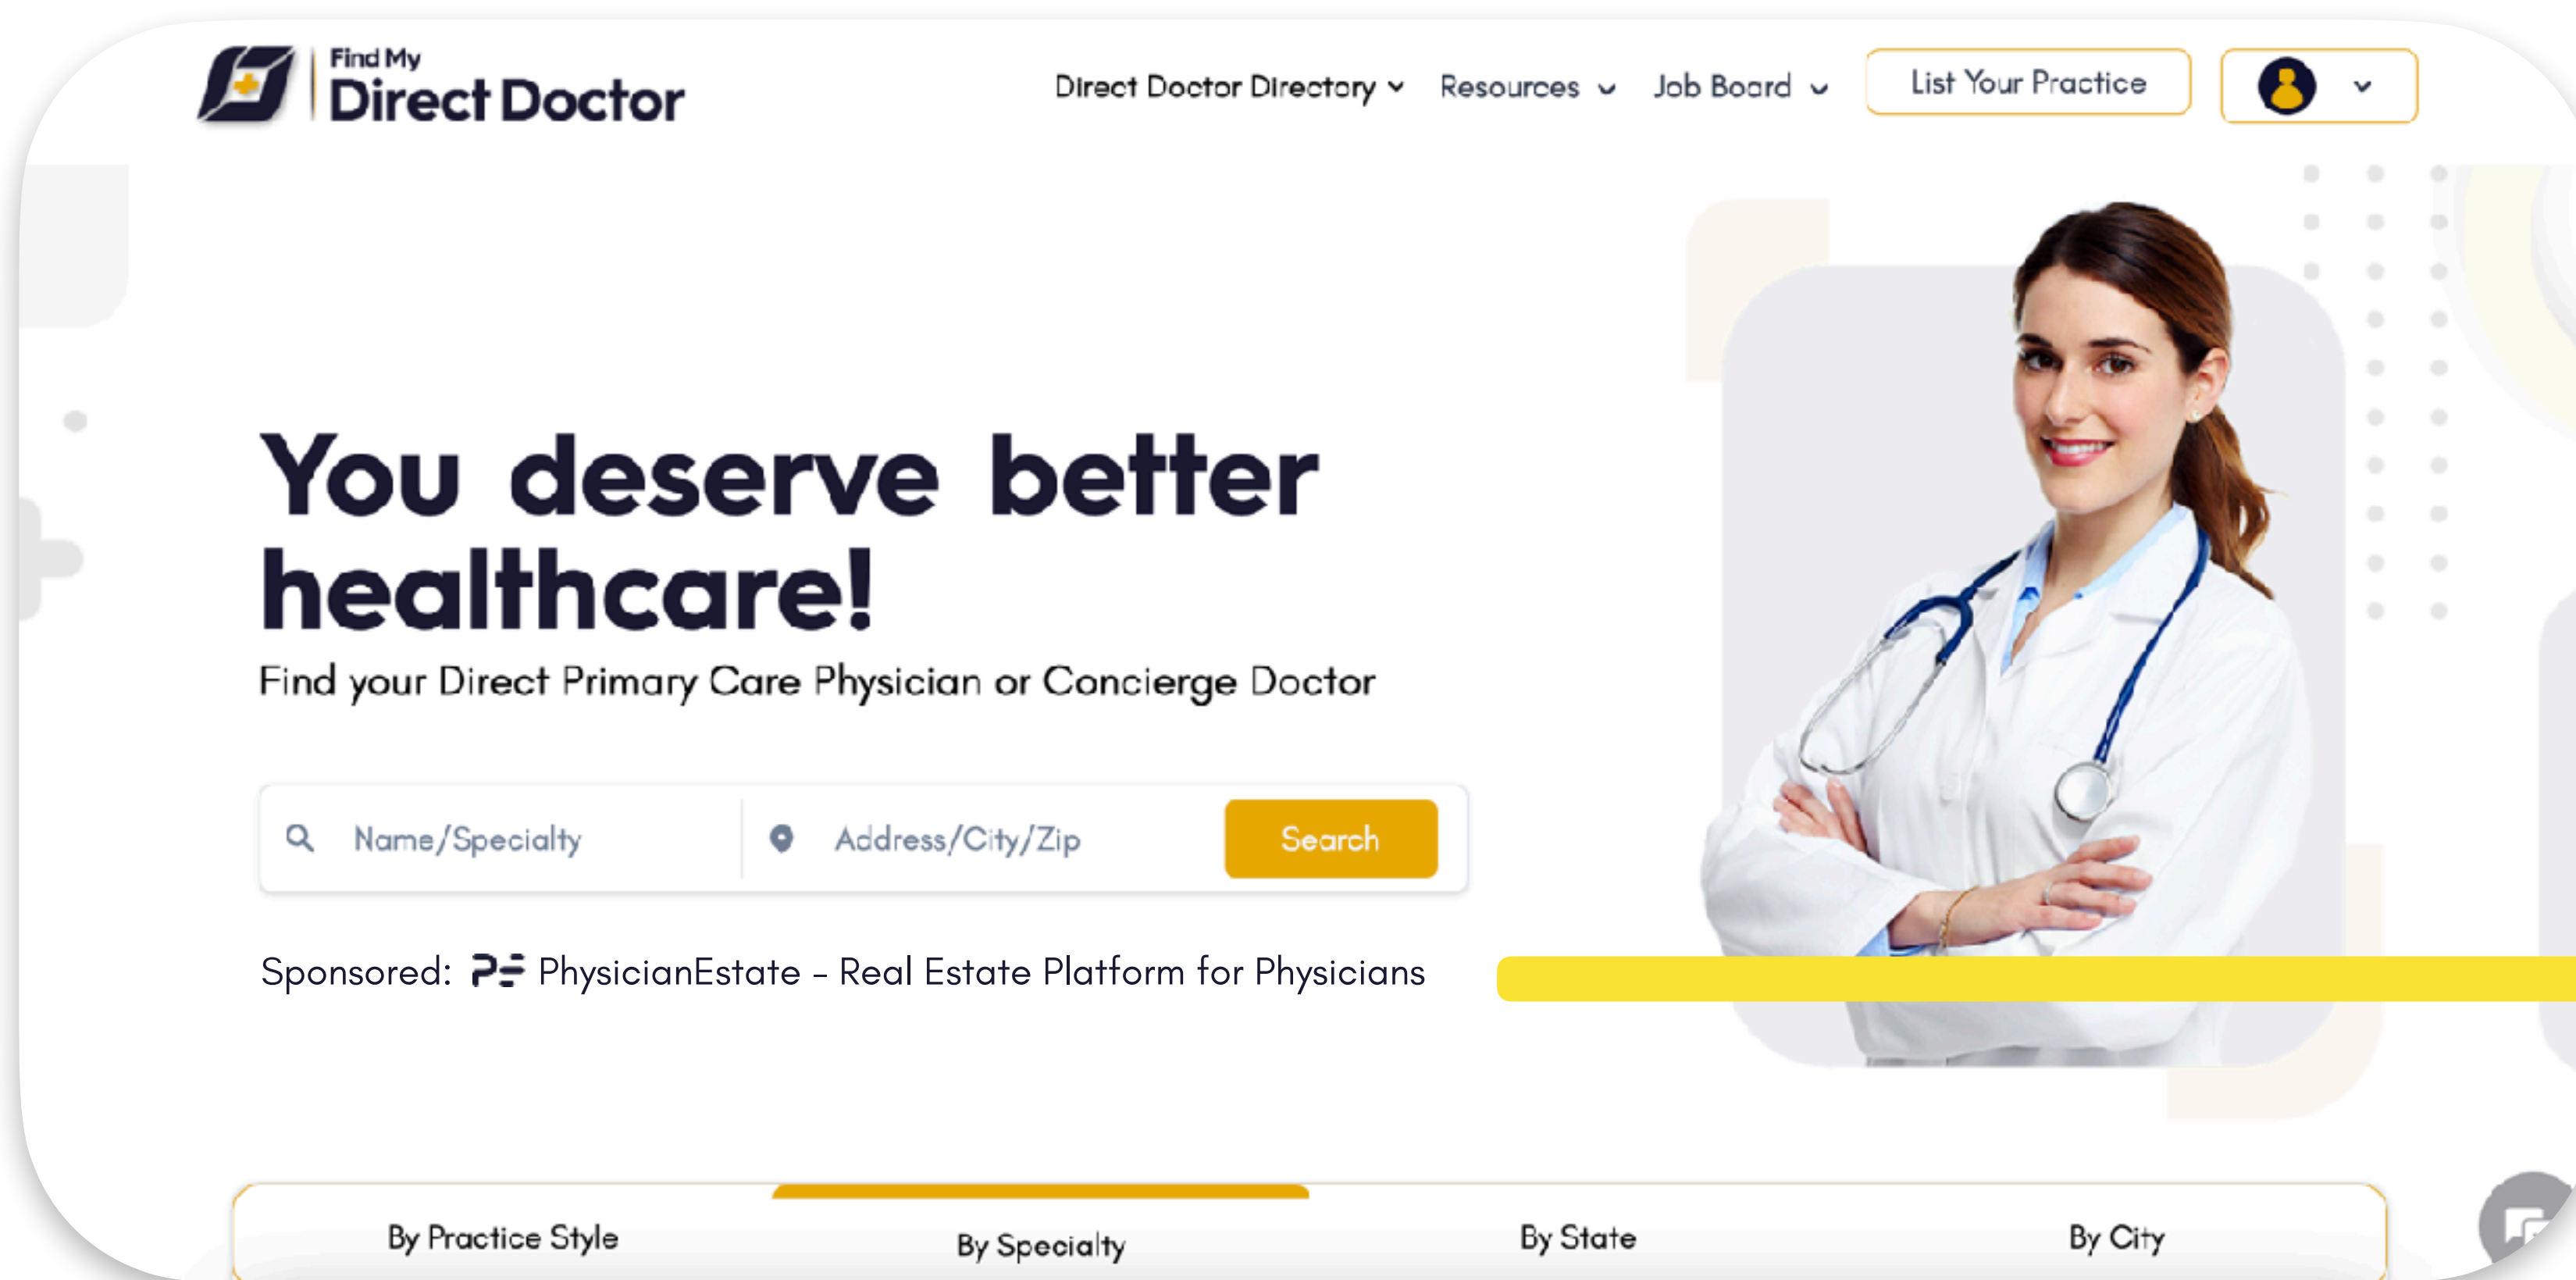 Find My
Direct Doctor
Direct Doctor Directory
Resources
Job Board
List Your Practice
You deserve better
healthcare!
Find your Direct Primary Care Physician or Concierge Doctor
Name/Specialty
Address/City/Zip
Search
Sponsored: PE PhysicianEstate - Real Estate Platform for Physicians
By Practice Style
By Specialty
By State
By City